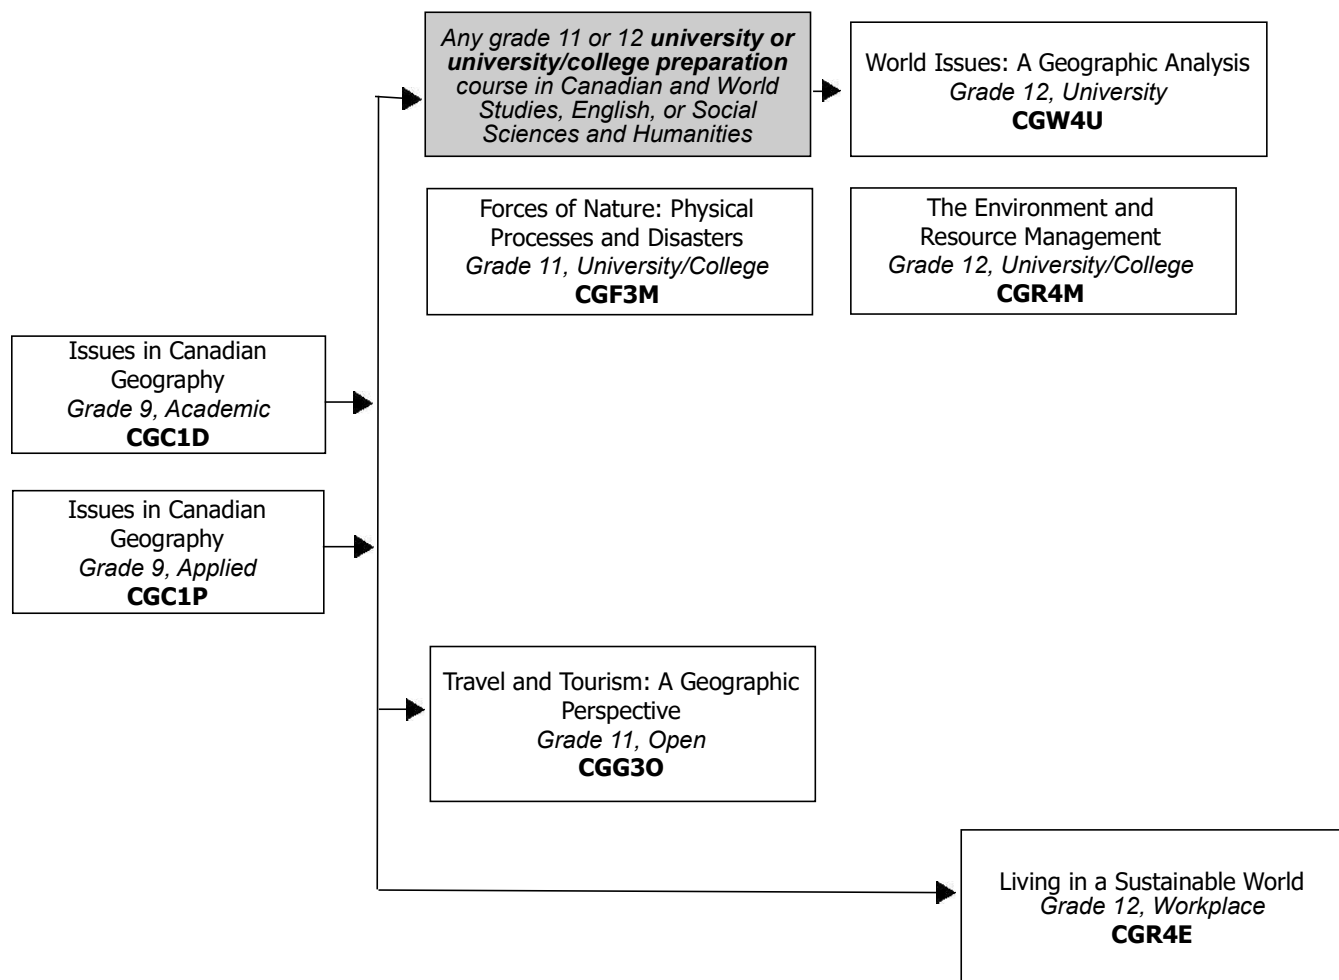 Any grade 11 or 12 university or
university/college preparation
course in Canadian and World
Studies, English, or Social
Sciences and Humanities
World Issues: A Geographic Analysis
Grade 12, University
CGW4U
Forces of Nature: Physical
Processes and Disasters
Grade 11, University/College
CGF3M
The Environment and
Resource Management
Grade 12, University/College
CGR4M
Issues in Canadian
Geography
Grade 9, Academic
CGC1D
Issues in Canadian
Geography
Grade 9, Applied
CGC1P
Travel and Tourism: A Geographic
Perspective
Grade 11, Open
CGG3O
Living in a Sustainable World
Grade 12, Workplace
CGR4E